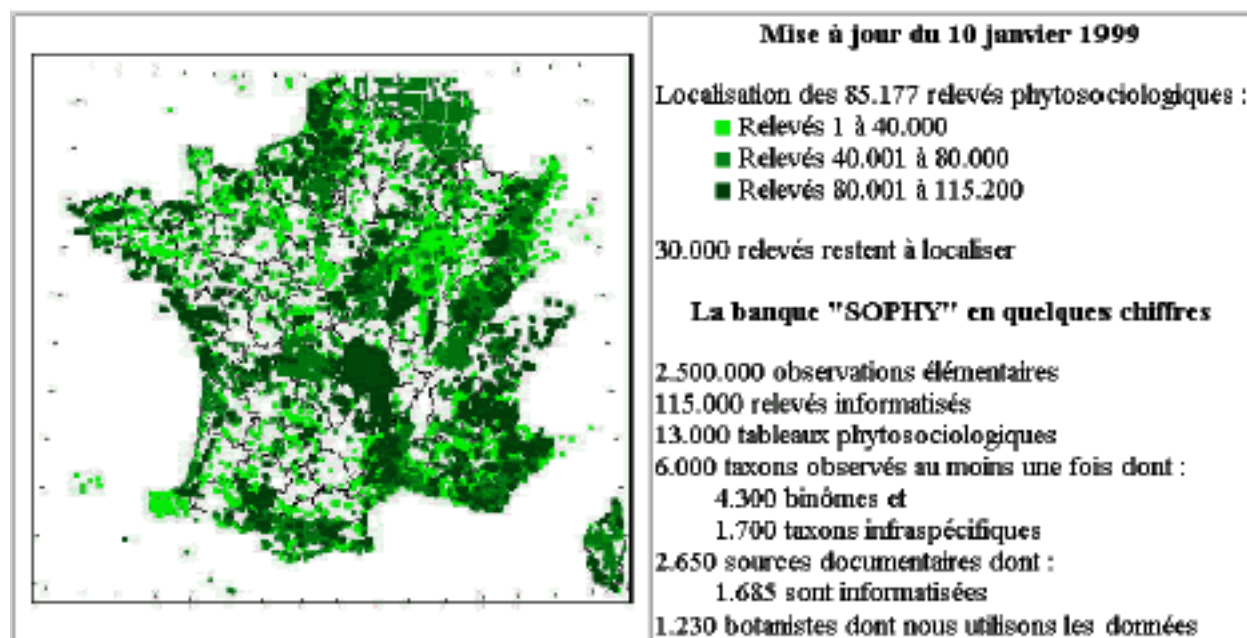 Mise à jour du 10 janvier 1999
Localisation des 85.177 relevés phytosociologiques :
Relevés 1 à 40.000
Relevés 40.001 à 80.000
Relevés 80.001 à 115.200
30.000 relevés restent à localiser
La banque "SOPHY" en quelques chiffres
2.500.000 observations élémentaires
115.000 relevés informatisés
13.000 tableaux phytosociologiques
6.000 taxons observés au moins une fois dont :
4.300 binômes et
1.700 taxons infraspécifiques
2.650 sources documentaires dont :
1.685 sont informatisées
1.230 botanistes dont nous utilisons les données